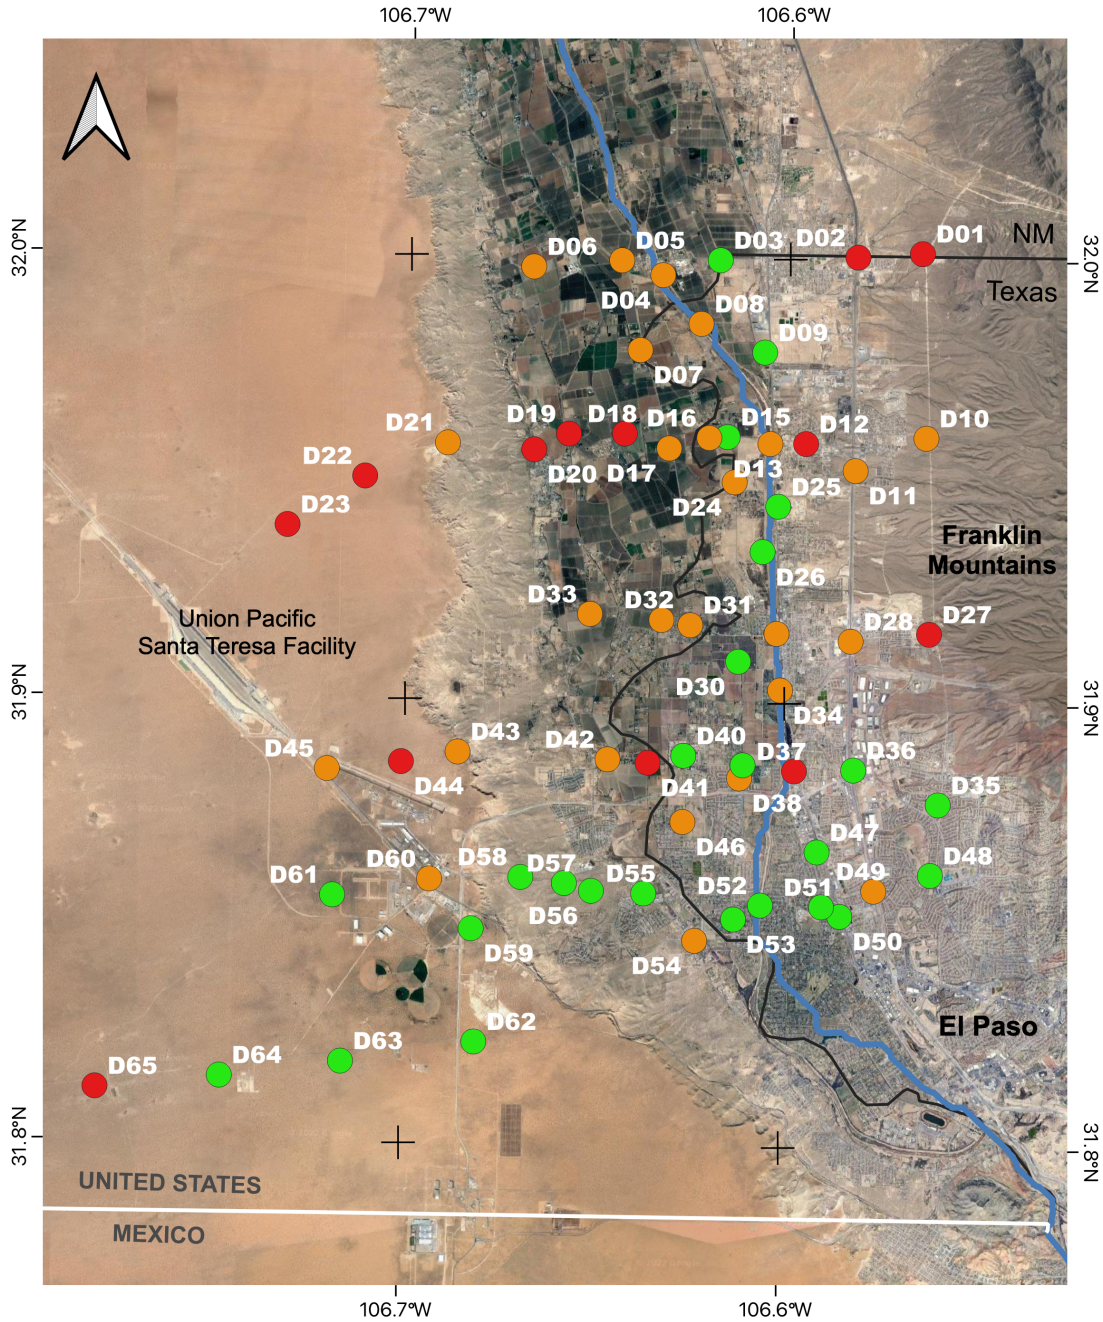 106.7°W
106.6°W
32.0°N
NM
Texas
32.0°N
D01
D02
D03
D05
D06
D04
D08
D09
D07
D10
D21
D19
D18
D16
D15
D12
D22
D20
D17
D13
D11
D23
D24
D25
Franklin
Mountains
D26
D33
D32
D31
D28
D27
Union Pacific
Santa Teresa Facility
D30
31.9°N
31.9°N
D34
D45
D43
D42
D40
D37
D36
D44
D41
D38
D35
D46
D47
D61
D60
D58
D57
D55
D52
D51
D49
D48
D56
D59
D54
D53
D50
D62
El Paso
D65
D64
D63
31.8°N
31.8°N
UNITED STATES
MEXICO
106.7°W
106.6°W